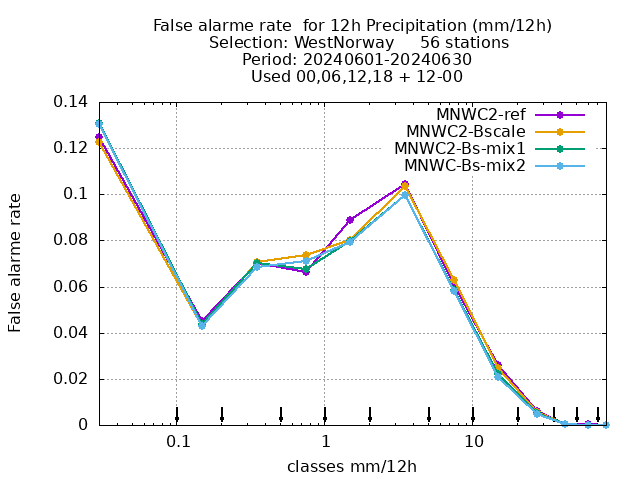 False alarme rate  for 12h Precipitation (mm/12h)
Selection: WestNorway     56 stations
Period: 20240601-20240630
Used 00,06,12,18 + 12-00
0.14
0.12
0.1
0.08
0.06
0.04
0.02
0
False alarme rate
MNWC2-ref
MNWC2-Bscale
MNWC2-Bs-mix1
MNWC-Bs-mix2
0.1
1
10
classes mm/12h